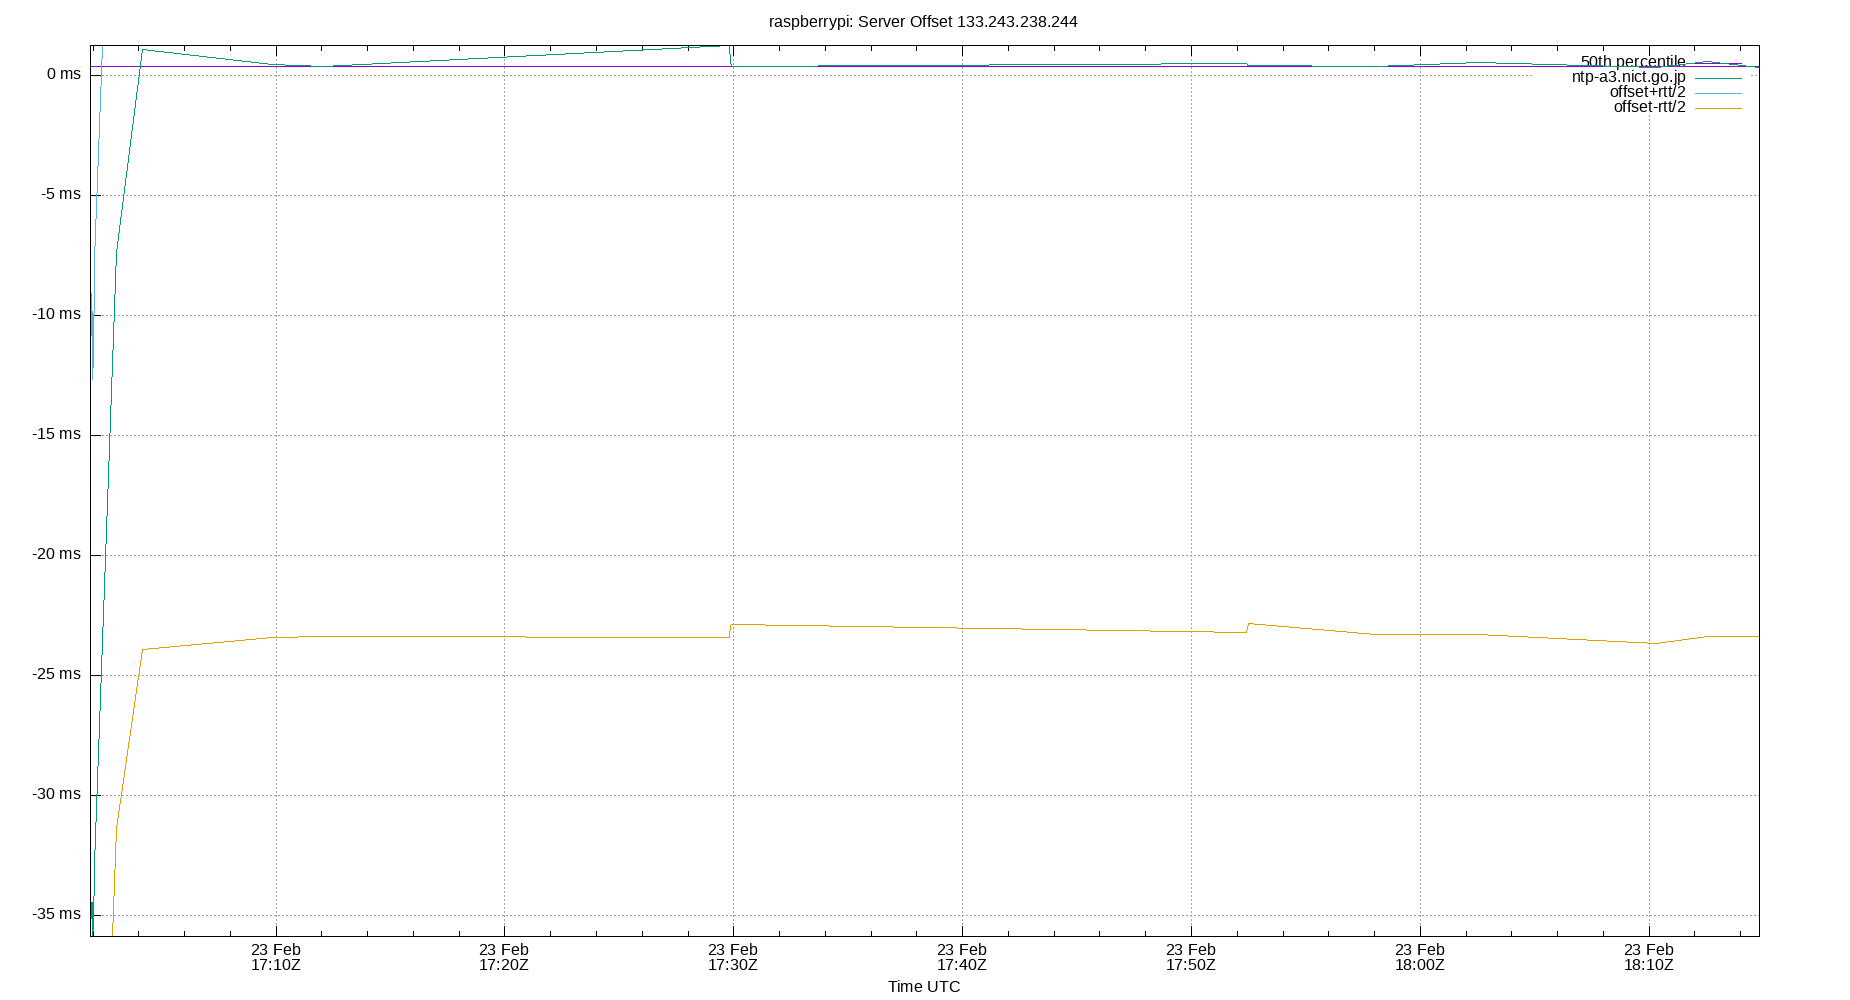 raspberrypi: Server Offset 133.243.238.244
0 ms
-5 ms
-10 ms
-15 ms
-20 ms
-25 ms
-30 ms
-35 ms
50th percentile
ntp-a3.nict.go.jp
offset+rtt/2
offset-rtt/2
23 Feb
17:10Z
23 Feb
17:20Z
23 Feb
17:30Z
23 Feb
17:40Z
23 Feb
17:50Z
23 Feb
18:00Z
23 Feb
18:10Z
Time UTC